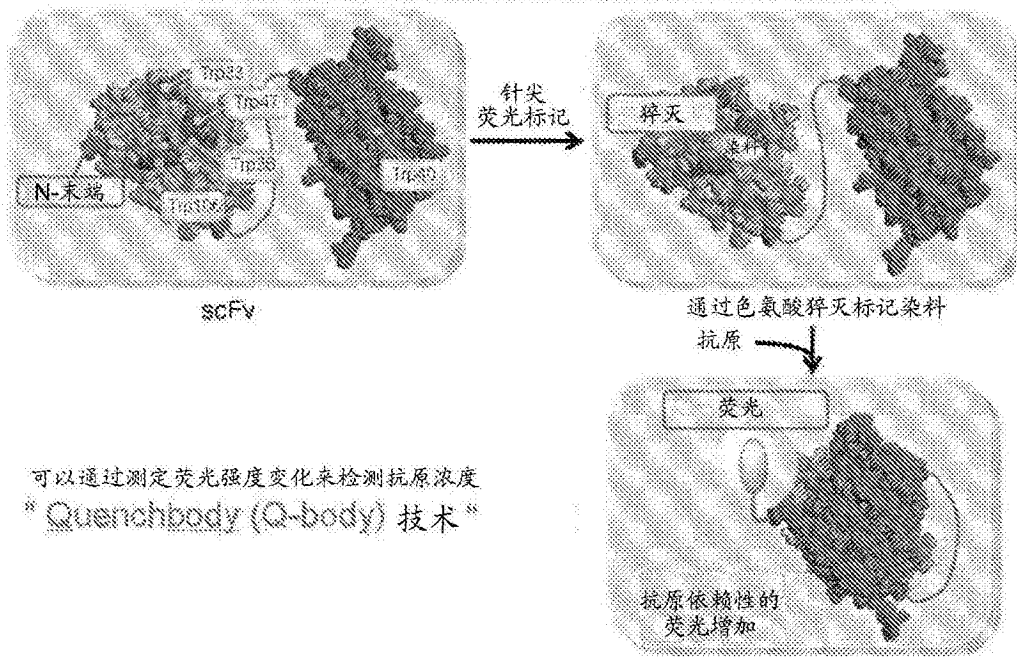 Trp33
Trp47
Trp36
N-末端
scFv
针尖
荧光标记
猝灭
染料
通过色氨酸猝灭标记染料
抗原
荧光
抗原依赖性的
荧光增加
可以通过测定荧光强度变化来检测抗原浓度
"Quenchbody (Q-body) 技术"